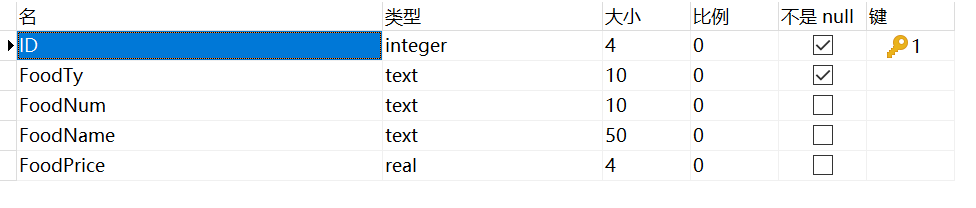 名 类型 大小 比例 不是 null 键
ID integer 4 0 1
FoodTy text 10 0
FoodNum text 10 0
FoodName text 50 0
FoodPrice real 4 0